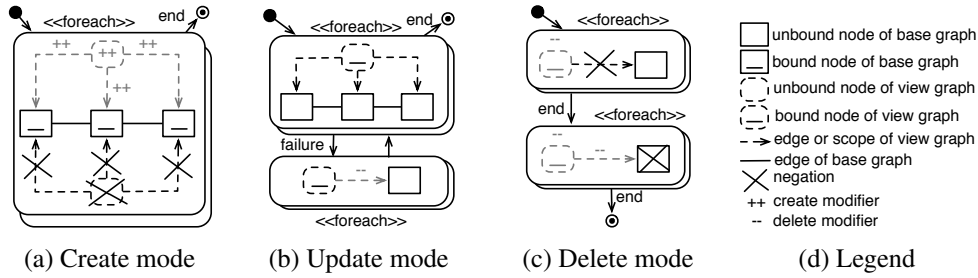 <<foreach>>
end
++
++
++
++
(a) Create mode
<<foreach>>
end
failure
--
<<foreach>>
(b) Update mode
<<foreach>>
--
end
<<foreach>>
--
--
end
(c) Delete mode
unbound node of base graph
bound node of base graph
unbound node of view graph
bound node of view graph
edge or scope of view graph
edge of base graph
negation
++ create modifier
-- delete modifier
(d) Legend